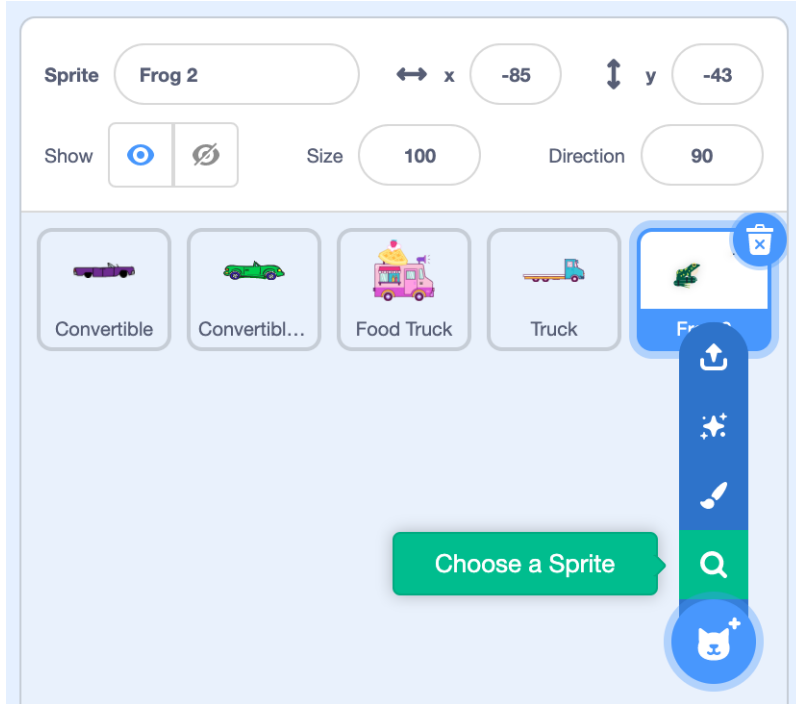 Sprite Frog 2 x -85 y -43
Show Size 100 Direction 90
Convertible Convertibl... Food Truck Truck
Choose a Sprite